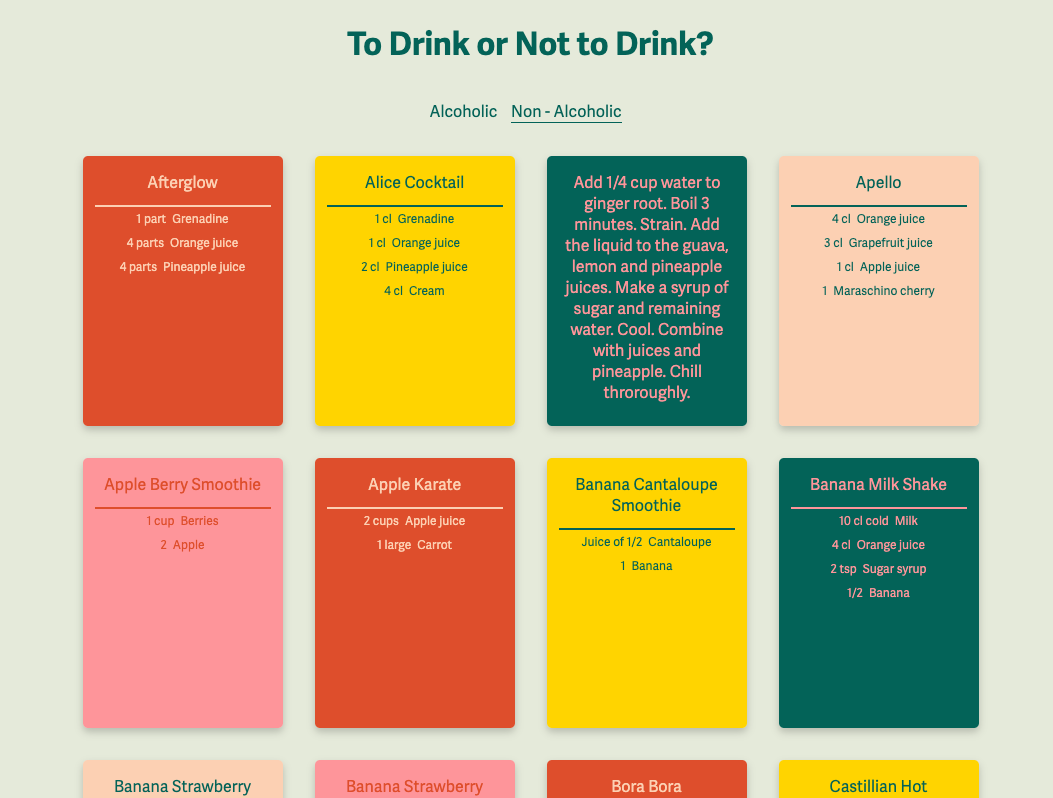 To Drink or Not to Drink?
Alcoholic Non - Alcoholic
Afterglow
1 part Grenadine
4 parts Orange juice
4 parts Pineapple juice
Alice Cocktail
1 cl Grenadine
1 cl Orange juice
2 cl Pineapple juice
4 cl Cream
Add 1/4 cup water to
ginger root. Boil 3
minutes. Strain. Add
the liquid to the guava,
lemon and pineapple
juices. Make a syrup of
sugar and remaining
water. Cool. Combine
with juices and
pineapple. Chill
throroughly.
Apello
4 cl Orange juice
3 cl Grapefruit juice
1 cl Apple juice
1 Maraschino cherry
Apple Berry Smoothie
1 cup Berries
2 Apple
Apple Karate
2 cups Apple juice
1 large Carrot
Banana Cantaloupe
Smoothie
Juice of 1/2 Cantaloupe
1 Banana
Banana Milk Shake
10 cl cold Milk
4 cl Orange juice
2 tsp Sugar syrup
1/2 Banana
Banana Strawberry
Banana Strawberry
Bora Bora
Castillian Hot